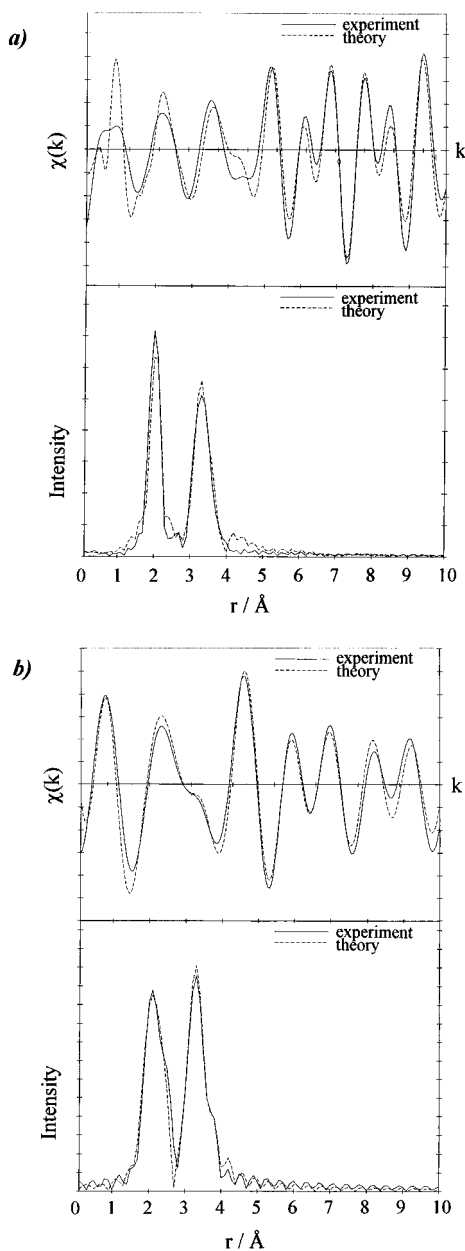 a)
experiment
theory
χ(k)
k
experiment
theory
Intensity
0 1 2 3 4 5 6 7 8 9 10
r / Å
b)
experiment
theory
χ(k)
k
experiment
theory
Intensity
0 1 2 3 4 5 6 7 8 9 10
r / Å